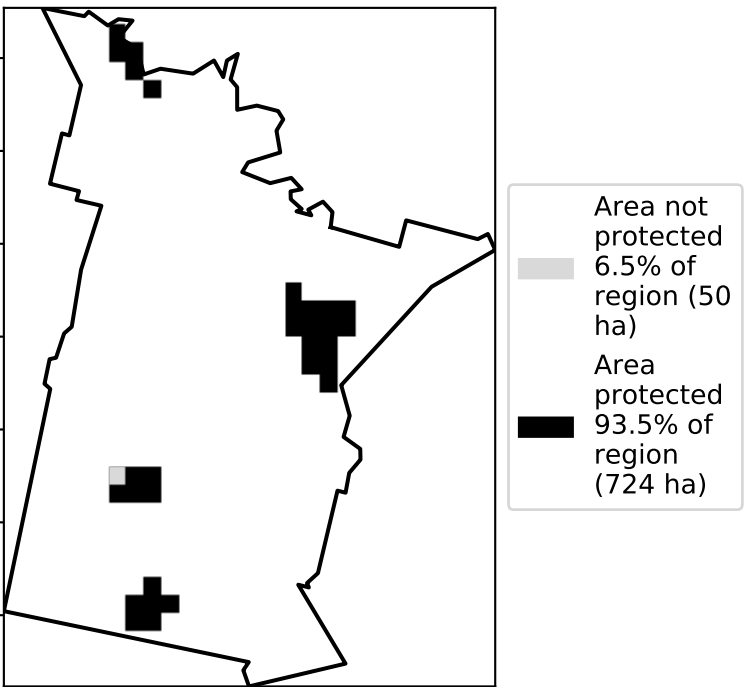 Area not
protected
6.5% of
region (50
ha)
Area
protected
93.5% of
region
(724 ha)